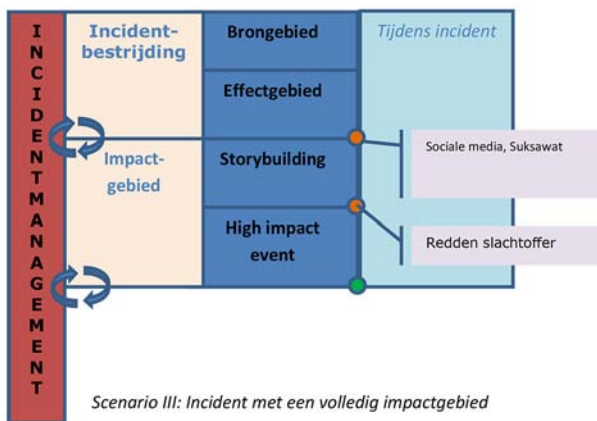 INCIDENTMANAGEMENT
Incident-
bestrijding
Impact-
gebied
Brongebied
Effectgebied
Storybuilding
High impact
event
Tijdens incident
Sociale media, Suksawat
Redden slachtoffer
Scenario III: Incident met een volledig impactgebied